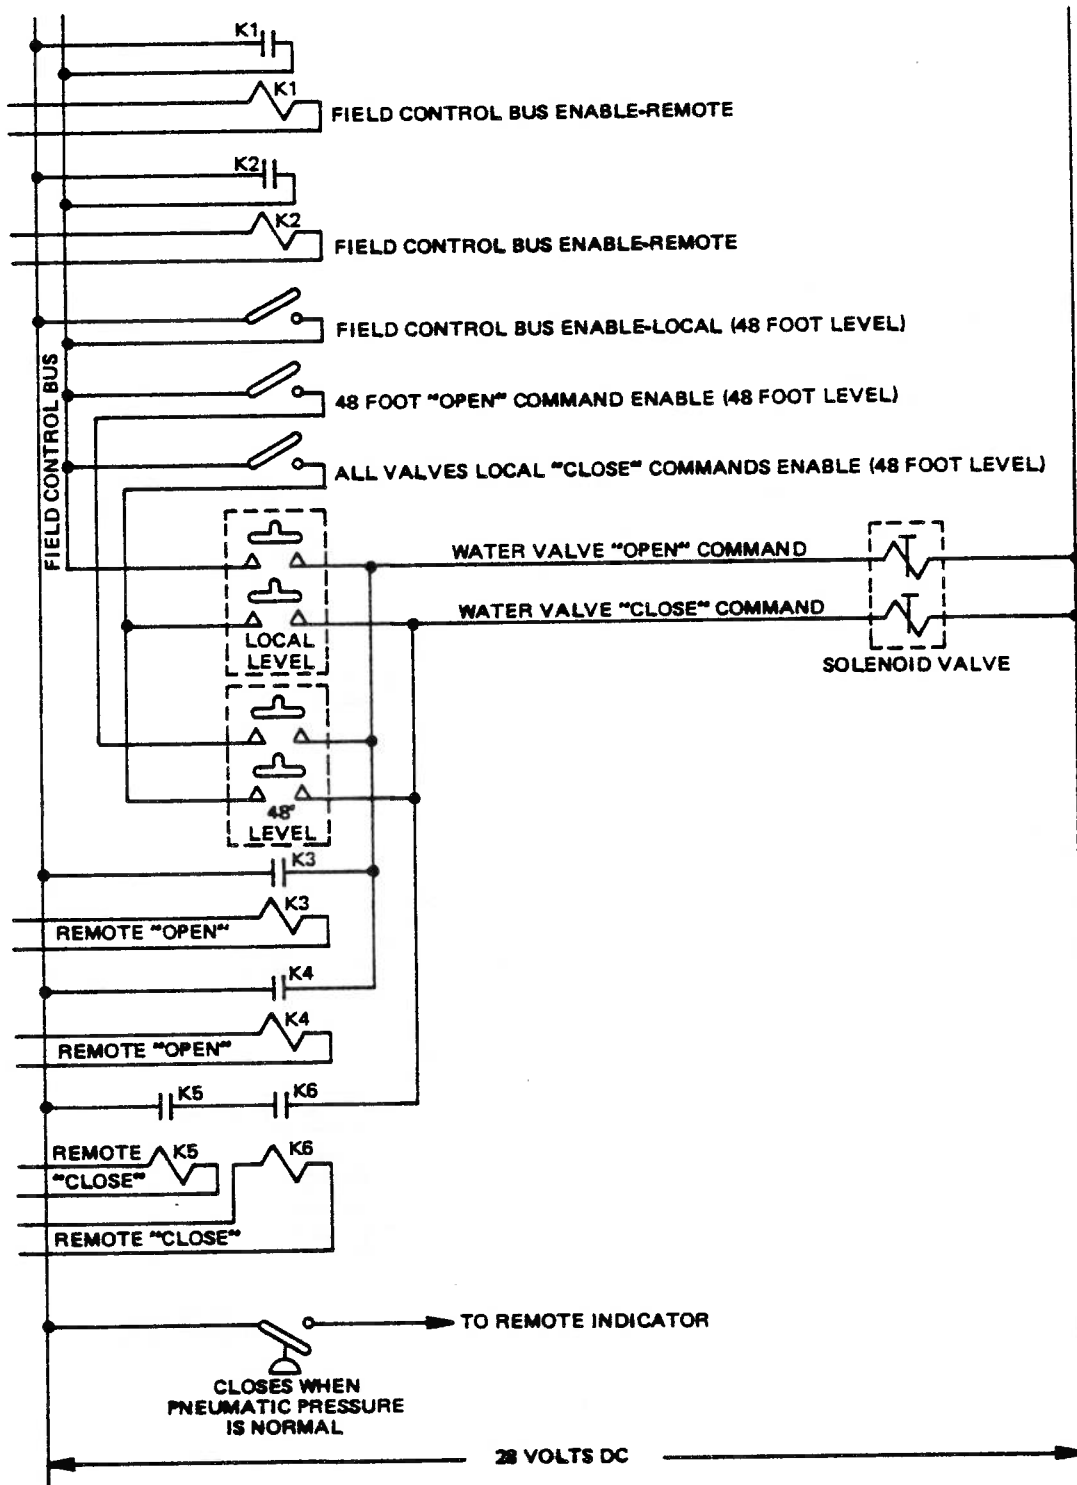 K1
K1
FIELD CONTROL BUS ENABLE-REMOTE
K2
K2
FIELD CONTROL BUS ENABLE-REMOTE
FIELD CONTROL BUS ENABLE-LOCAL (48 FOOT LEVEL)
FIELD CONTROL BUS
48 FOOT "OPEN" COMMAND ENABLE (48 FOOT LEVEL)
ALL VALVES LOCAL "CLOSE" COMMANDS ENABLE (48 FOOT LEVEL)
WATER VALVE "OPEN" COMMAND
WATER VALVE "CLOSE" COMMAND
LOCAL
LEVEL
SOLENOID VALVE
48'
LEVEL
K3
K3
REMOTE "OPEN"
K4
K4
REMOTE "OPEN"
K5
K6
REMOTE
"CLOSE"
K5
K6
REMOTE "CLOSE"
TO REMOTE INDICATOR
CLOSES WHEN
PNEUMATIC PRESSURE
IS NORMAL
28 VOLTS DC